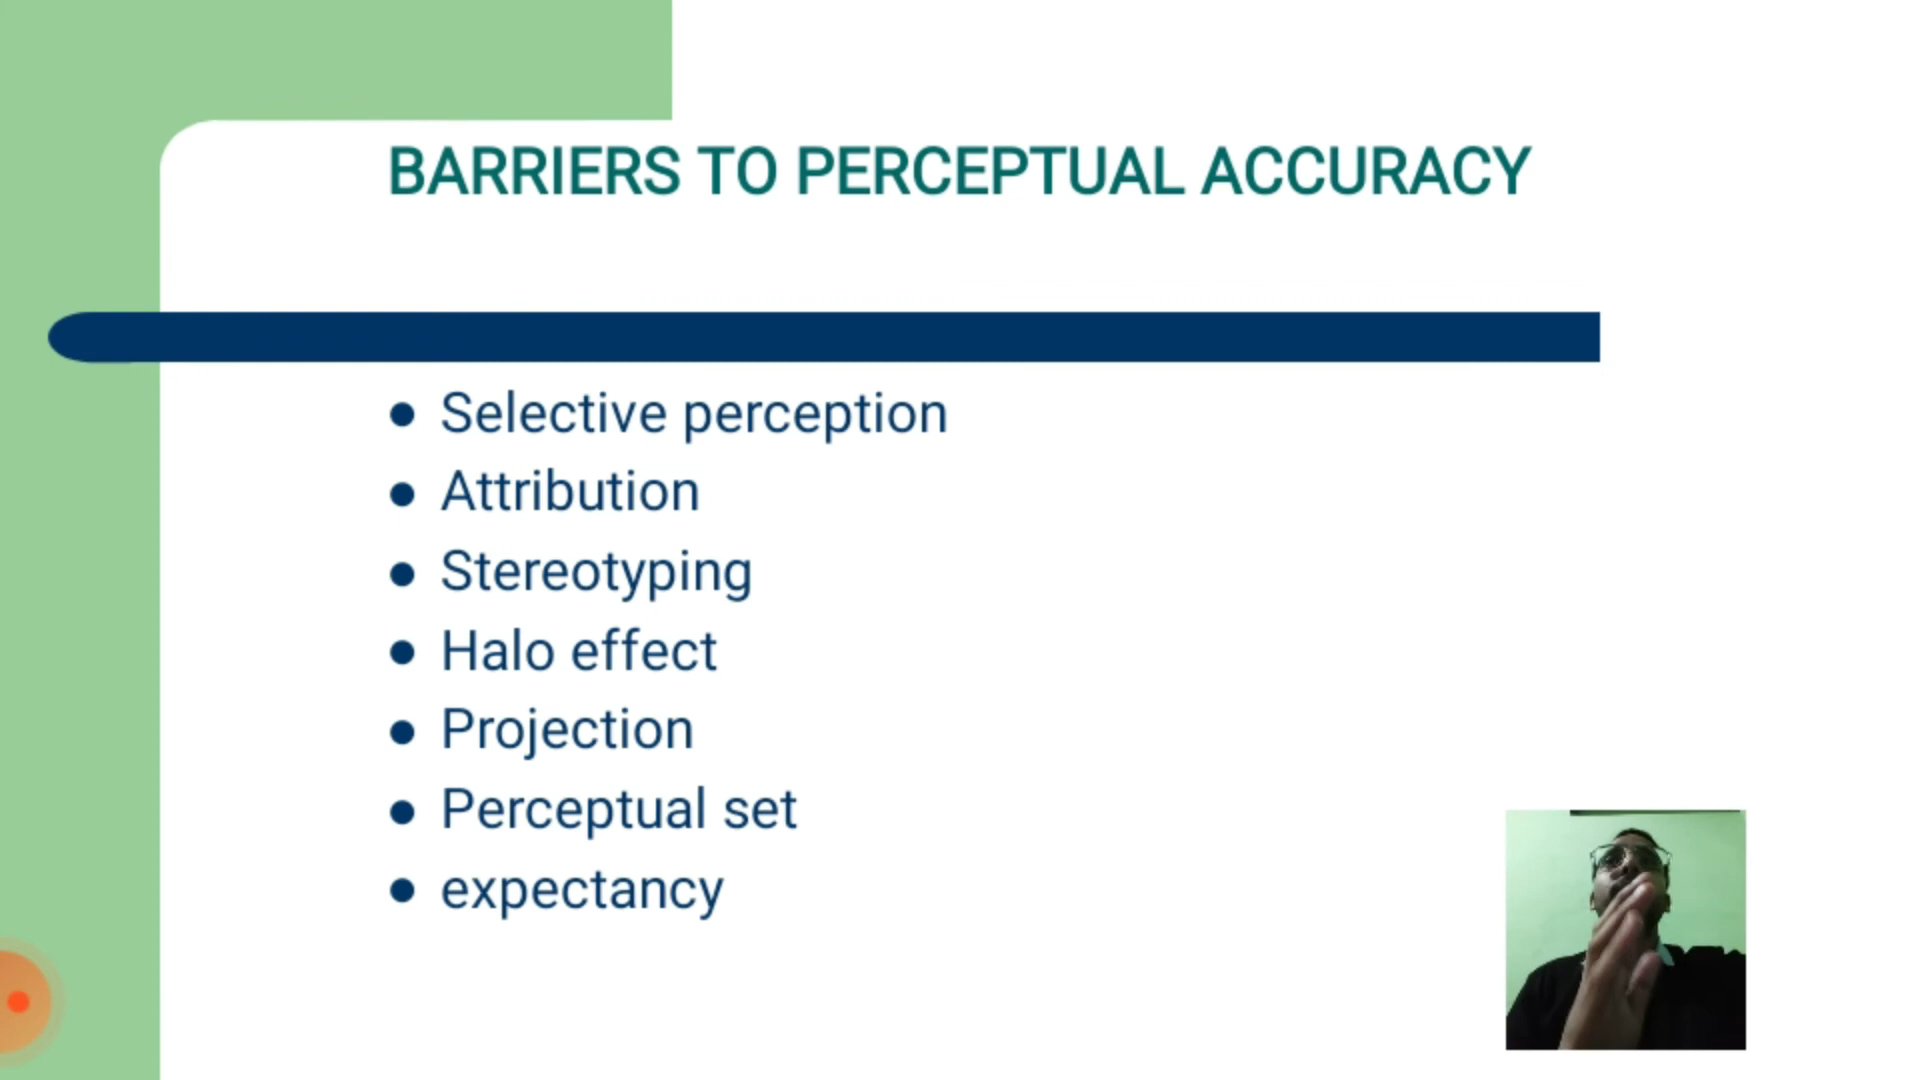 BARRIERS TO PERCEPTUAL ACCURACY
Selective perception
Attribution
Stereotyping
Halo effect
Projection
Perceptual set
expectancy